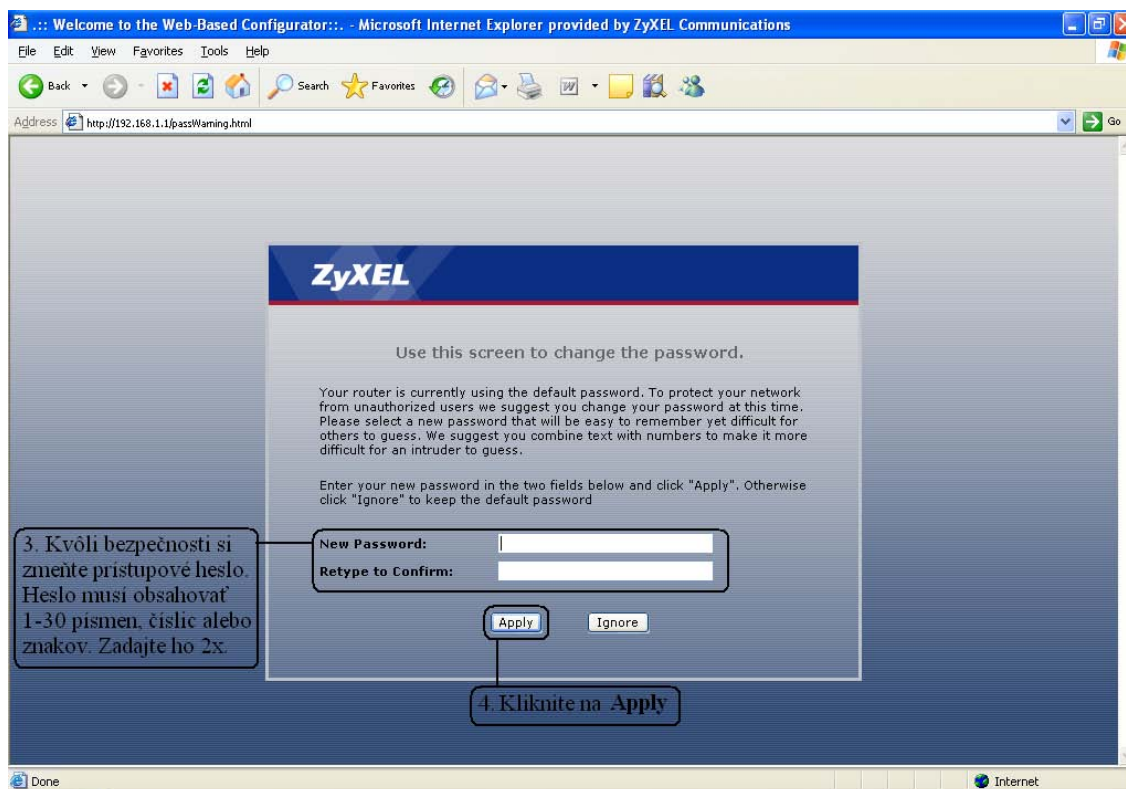 .:: Welcome to the Web-Based Configurator::. - Microsoft Internet Explorer provided by ZyXEL Communications
File Edit View Favorites Tools Help
Back Search Favorites
Address http://192.168.1.1/passWarning.html Go
ZyXEL
Use this screen to change the password.
Your router is currently using the default password. To protect your network
from unauthorized users we suggest you change your password at this time.
Please select a new password that will be easy to remember yet difficult for
others to guess. We suggest you combine text with numbers to make it more
difficult for an intruder to guess.
Enter your new password in the two fields below and click "Apply". Otherwise
click "Ignore" to keep the default password
3. Kvôli bezpečnosti si
zmeňte prístupové heslo.
Heslo musí obsahovať
1-30 písmen, číslic alebo
znakov. Zadajte ho 2x.
New Password:
Retype to Confirm:
Apply Ignore
4. Kliknite na Apply
Done Internet